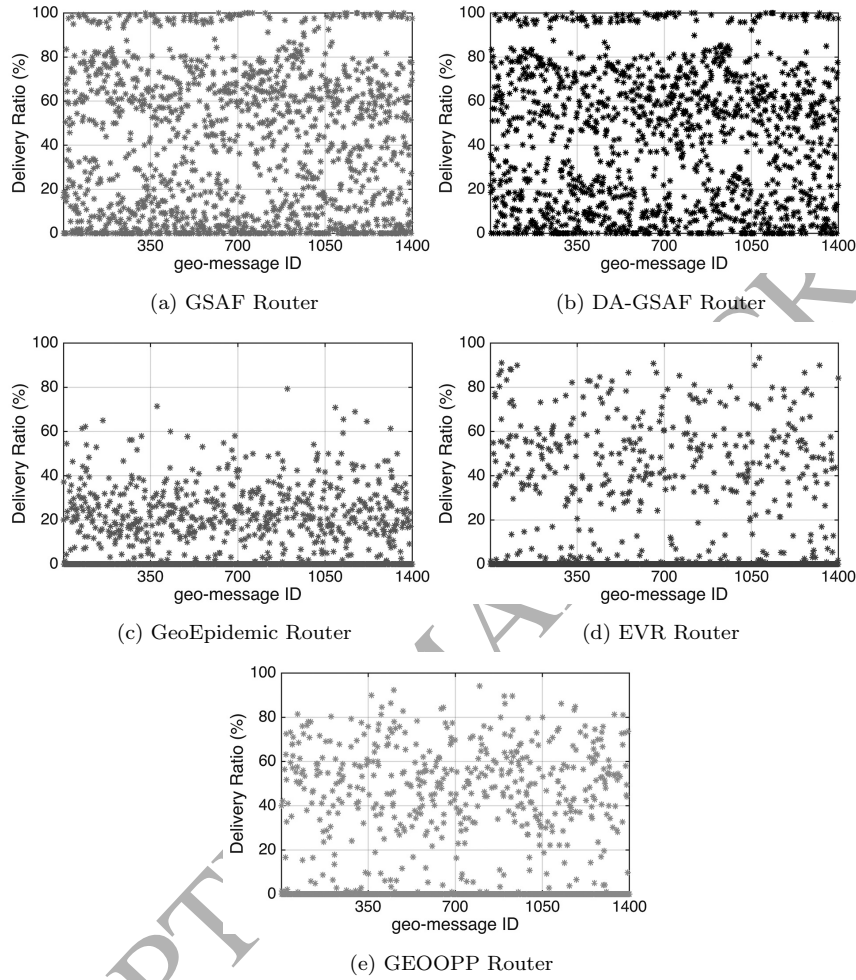 100
80
60
40
20
0
Delivery Ratio (%)
350 700 1050 1400
geo-message ID
(a) GSAF Router
100
80
60
40
20
0
Delivery Ratio (%)
350 700 1050 1400
geo-message ID
(b) DA-GSAF Router
100
80
60
40
20
0
Delivery Ratio (%)
350 700 1050 1400
geo-message ID
(c) GeoEpidemic Router
100
80
60
40
20
0
Delivery Ratio (%)
350 700 1050 1400
geo-message ID
(d) EVR Router
100
80
60
40
20
0
Delivery Ratio (%)
350 700 1050 1400
geo-message ID
(e) GEOOPP Router